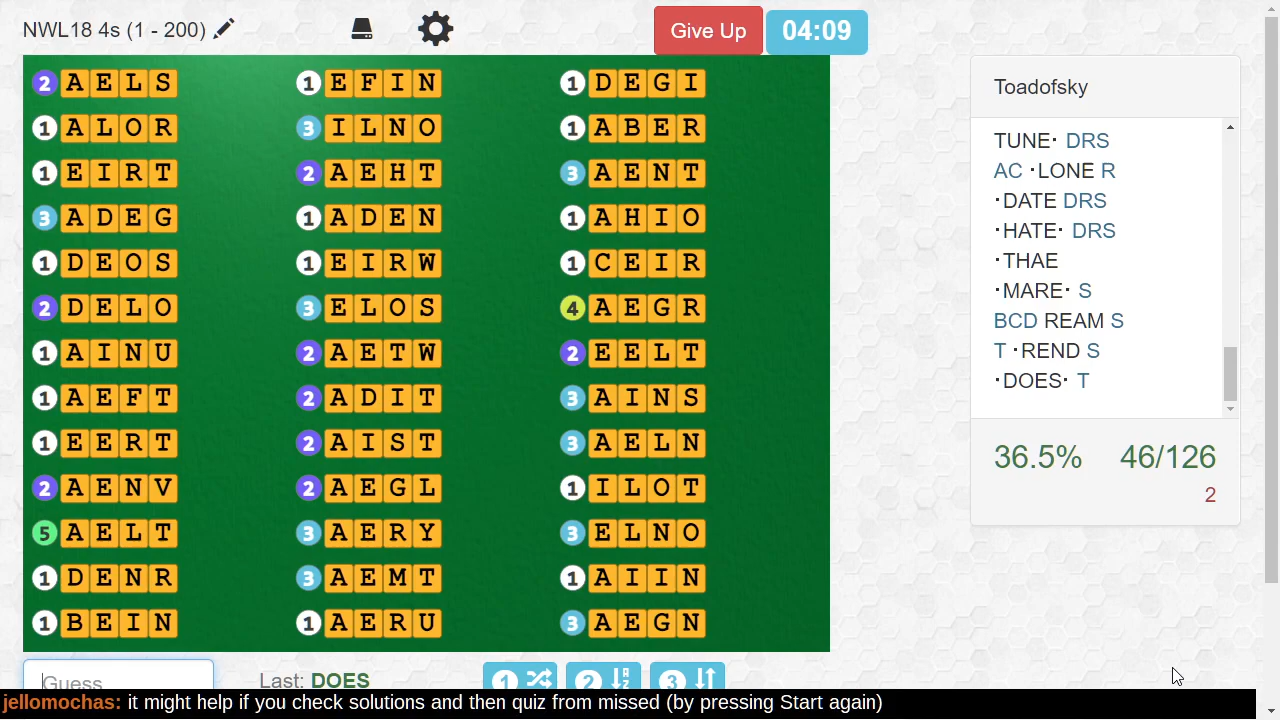 NWL18 4s (1 - 200) Give Up 04:09
2 AELS 1 EFIN 1 DEGI
1 ALOR 3 ILNO 1 ABER
1 EIRT 2 AEHT 3 AENT
3 ADEG 1 ADEN 1 AHIO
1 DEOS 1 EIRW 1 CEIR
2 DELO 3 ELOS 4 AEGR
1 AINU 2 AETW 2 EELT
1 AEFT 2 ADIT 3 AINS
1 EERT 2 AIST 3 AELN
2 AENV 2 AEGL 1 ILOT
5 AELT 3 AERY 3 ELNO
1 DENR 3 AEMT 1 AIIN
1 BEIN 1 AERU 3 AEGN
Guess Last: DOES 1 2 3
Toadofsky
TUNE· DRS
AC ·LONE R
·DATE DRS
·HATE· DRS
·THAE
·MARE· S
BCD REAM S
T ·REND S
·DOES· T
36.5% 46/126
2
jellomochas: it might help if you check solutions and then quiz from missed (by pressing Start again)